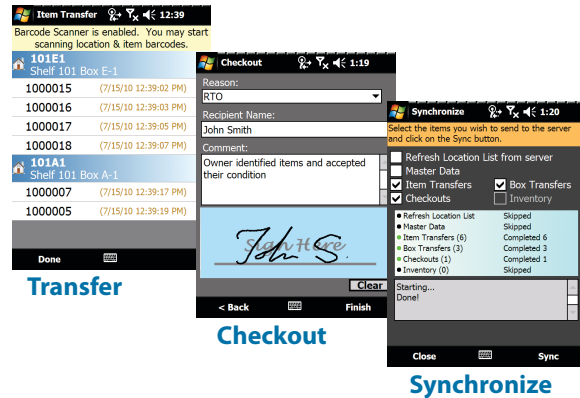 Item Transfer 12:39
Barcode Scanner is enabled. You may start
scanning location & item barcodes.
101E1
Shelf 101 Box E-1
1000015 (7/15/10 12:39:02 PM)
1000016 (7/15/10 12:39:03 PM)
1000017 (7/15/10 12:39:05 PM)
1000018 (7/15/10 12:39:07 PM)
101A1
Shelf 101 Box A-1
1000007 (7/15/10 12:39:17 PM)
1000005 (7/15/10 12:39:19 PM)
Done
Transfer
Checkout 1:19
Reason:
RTO
Recipient Name:
John Smith
Comment:
Owner identified items and accepted
their condition
Sign Here
John S.
Clear
< Back Finish
Checkout
Synchronize 1:20
Select the items you wish to send to the server
and click on the Sync button.
Refresh Location List from server
Master Data
Item Transfers Box Transfers
Checkouts Inventory
Refresh Location List Skipped
Master Data Skipped
Item Transfers (6) Completed 6
Box Transfers (3) Completed 3
Checkouts (1) Completed 1
Inventory (0) Skipped
Starting...
Done!
Close Sync
Synchronize